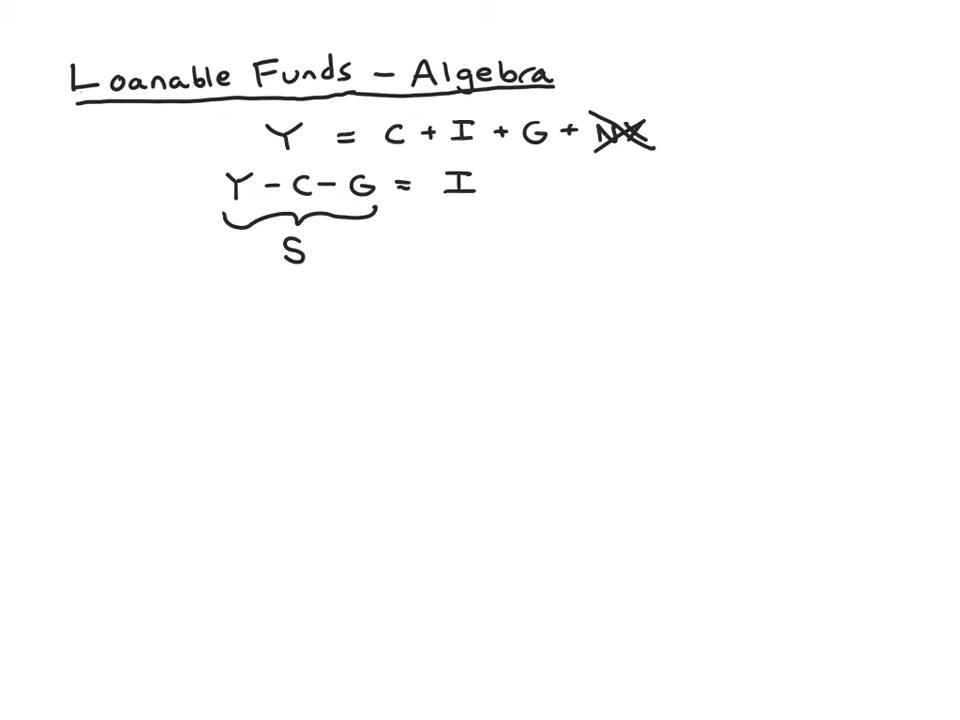 Loanable Funds - Algebra
Y = C + I + G + NX
Y - C - G = I
S